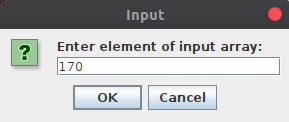 Input
Enter element of input array:
170
OK
Cancel